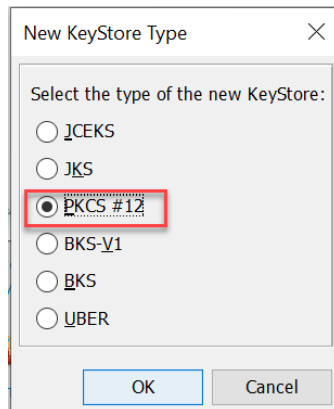 New KeyStore Type
Select the type of the new KeyStore:
JCEKS
JKS
PKCS #12
BKS-V1
BKS
UBER
OK Cancel